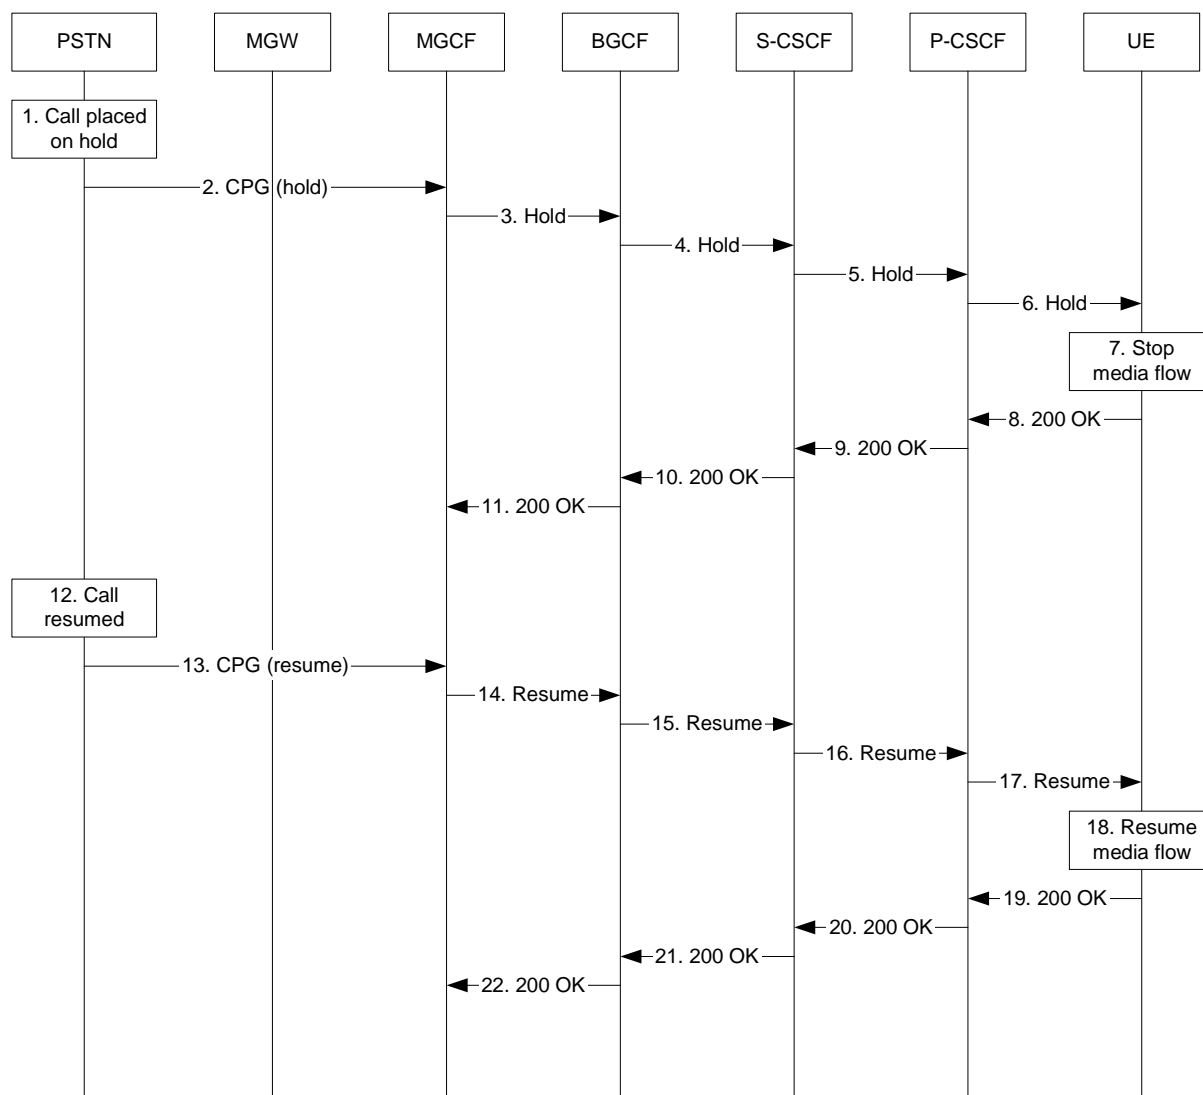 PSTN
MGW
MGCF
BGCF
S-CSCF
P-CSCF
UE
1. Call placed
on hold
2. CPG (hold)
3. Hold
4. Hold
5. Hold
6. Hold
7. Stop
media flow
8. 200 OK
9. 200 OK
10. 200 OK
11. 200 OK
12. Call
resumed
13. CPG (resume)
14. Resume
15. Resume
16. Resume
17. Resume
18. Resume
media flow
19. 200 OK
20. 200 OK
21. 200 OK
22. 200 OK